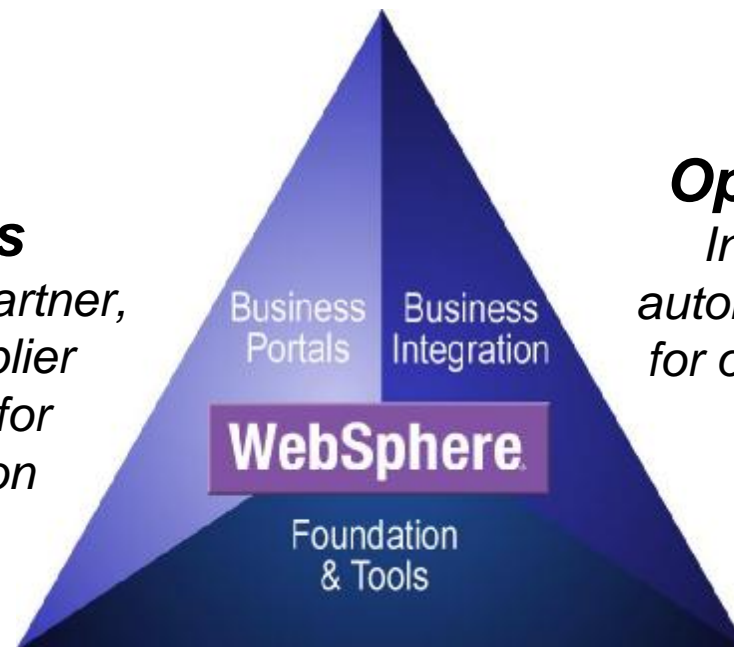 s
artner,
plier
for
on
Business
Portals
Business
Integration
WebSphere
Foundation
& Tools
Op
In
autor
for o